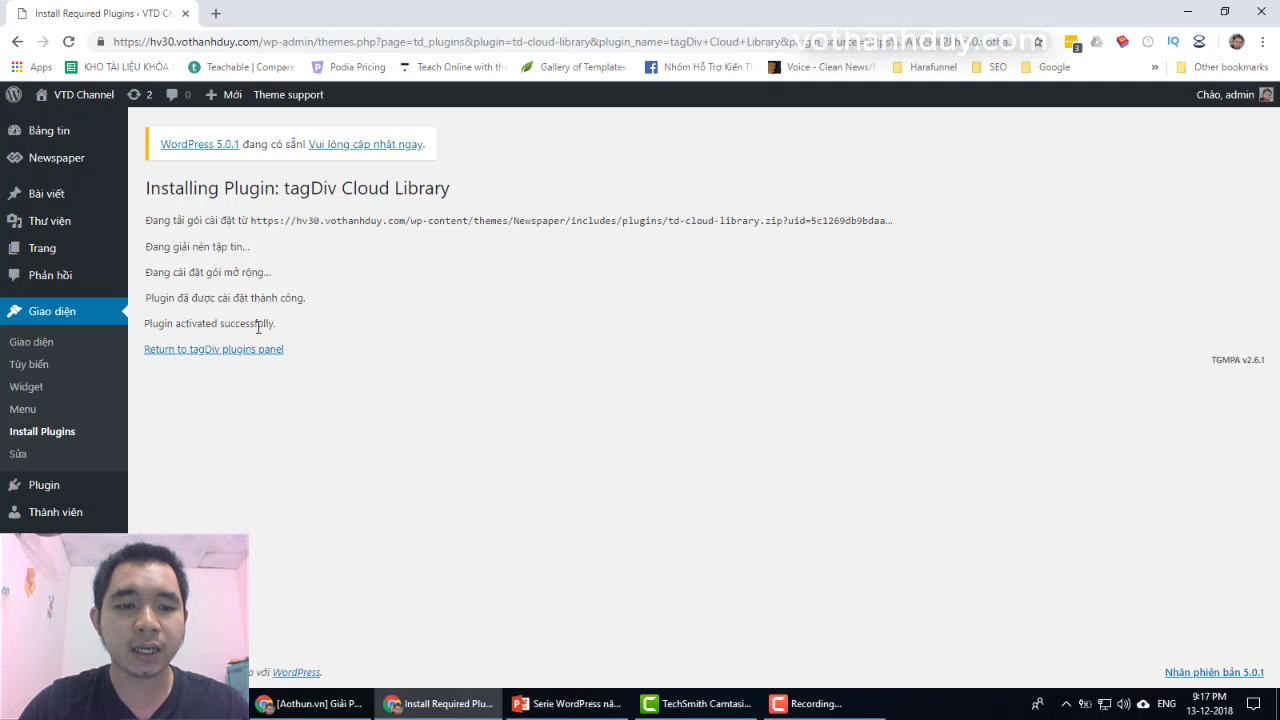 Install Required Plugins ‹ VTD Ch
https://hv30.vothanhduy.com/wp-admin/themes.php?page=td_plugins&plugin=td-cloud-library&plugin_name=tagDiv+Cloud+Library&
vothanhduy.com
Apps
KHO TÀI LIỆU KHÓA
Teachable | Compare
Podia Pricing
Teach Online with the
Gallery of Templates
Nhóm Hỗ Trợ Kiến T
Voice - Clean News/
Harafunnel
SEO
Google
»
Other bookmarks
VTD Channel
2
0
Mới
Theme support
Chào, admin
Bảng tin
Newspaper
Bài viết
Thư viện
Trang
Phản hồi
Giao diện
Giao diện
Tùy biến
Widget
Menu
Install Plugins
Sửa
Plugin
Thành viên
WordPress 5.0.1 đang có sẵn! Vui lòng cập nhật ngay.
Installing Plugin: tagDiv Cloud Library
Đang tải gói cài đặt từ https://hv30.vothanhduy.com/wp-content/themes/Newspaper/includes/plugins/td-cloud-library.zip?uid=5c1269db9bdaa…
Đang giải nén tập tin…
Đang cài đặt gói mở rộng…
Plugin đã được cài đặt thành công.
Plugin activated successfully.
Return to tagDiv plugins panel
TGMPA v2.6.1
với WordPress.
Nhận phiên bản 5.0.1
[Aothun.vn] Giải P...
Install Required Plu...
Serie WordPress nâ...
TechSmith Camtasi...
Recording...
ENG
9:17 PM
13-12-2018